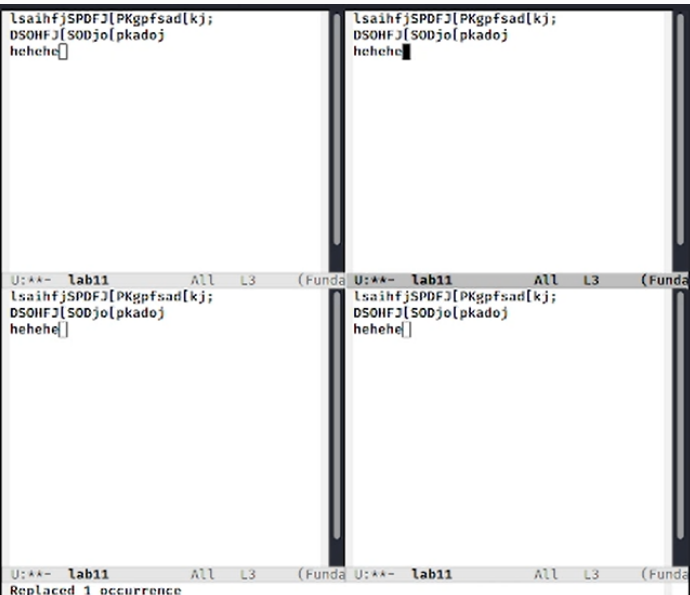 lsaihfjSPDFJ[PKgpfsad[kj;
DSOHFJ[SODjo[pkadoj
hehehe
U:**- lab11 All L3 (Funda
lsaihfjSPDFJ[PKgpfsad[kj;
DSOHFJ[SODjo[pkadoj
hehehe
U:**- lab11 All L3 (Funda
lsaihfjSPDFJ[PKgpfsad[kj;
DSOHFJ[SODjo[pkadoj
hehehe
U:**- lab11 All L3 (Funda
lsaihfjSPDFJ[PKgpfsad[kj;
DSOHFJ[SODjo[pkadoj
hehehe
U:**- lab11 All L3 (Funda
Replaced 1 occurrence